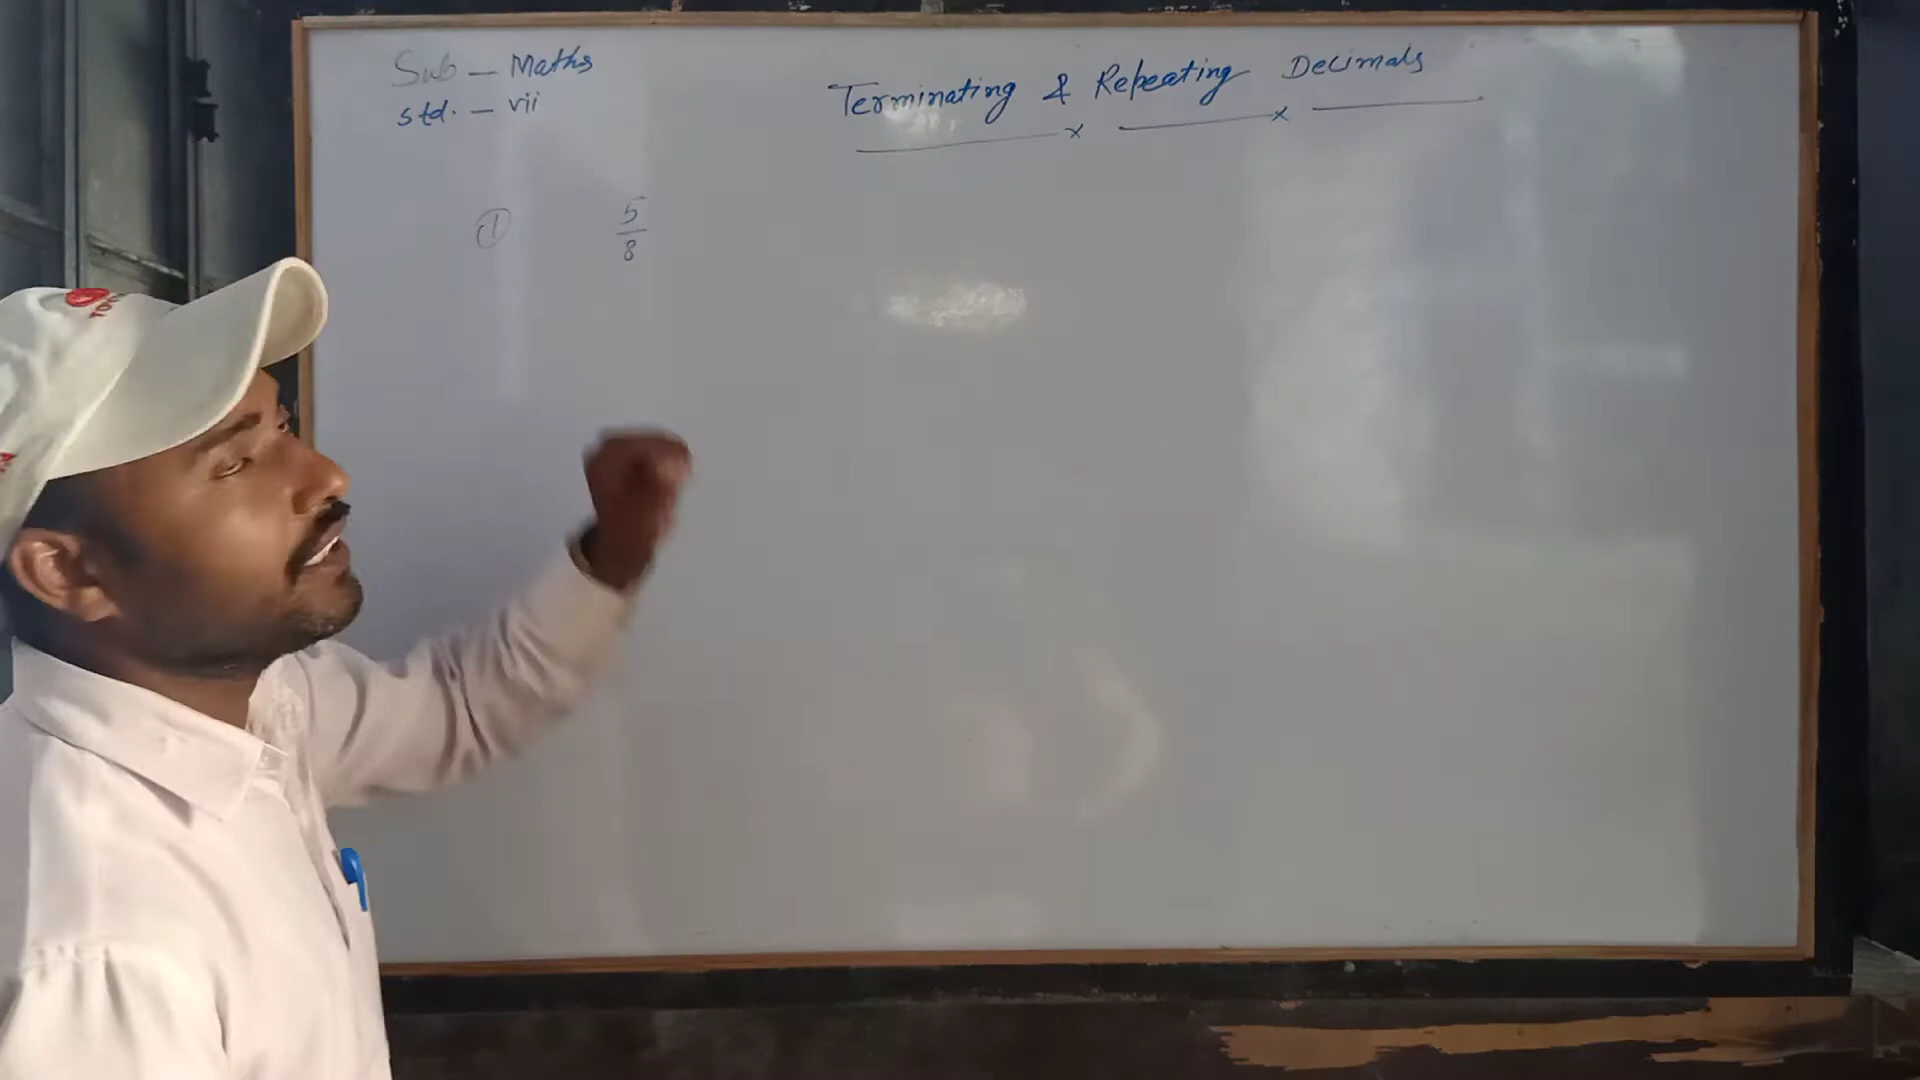 Sub - Maths
std. - vii
Terminating & Repeating Decimals
① 5/8